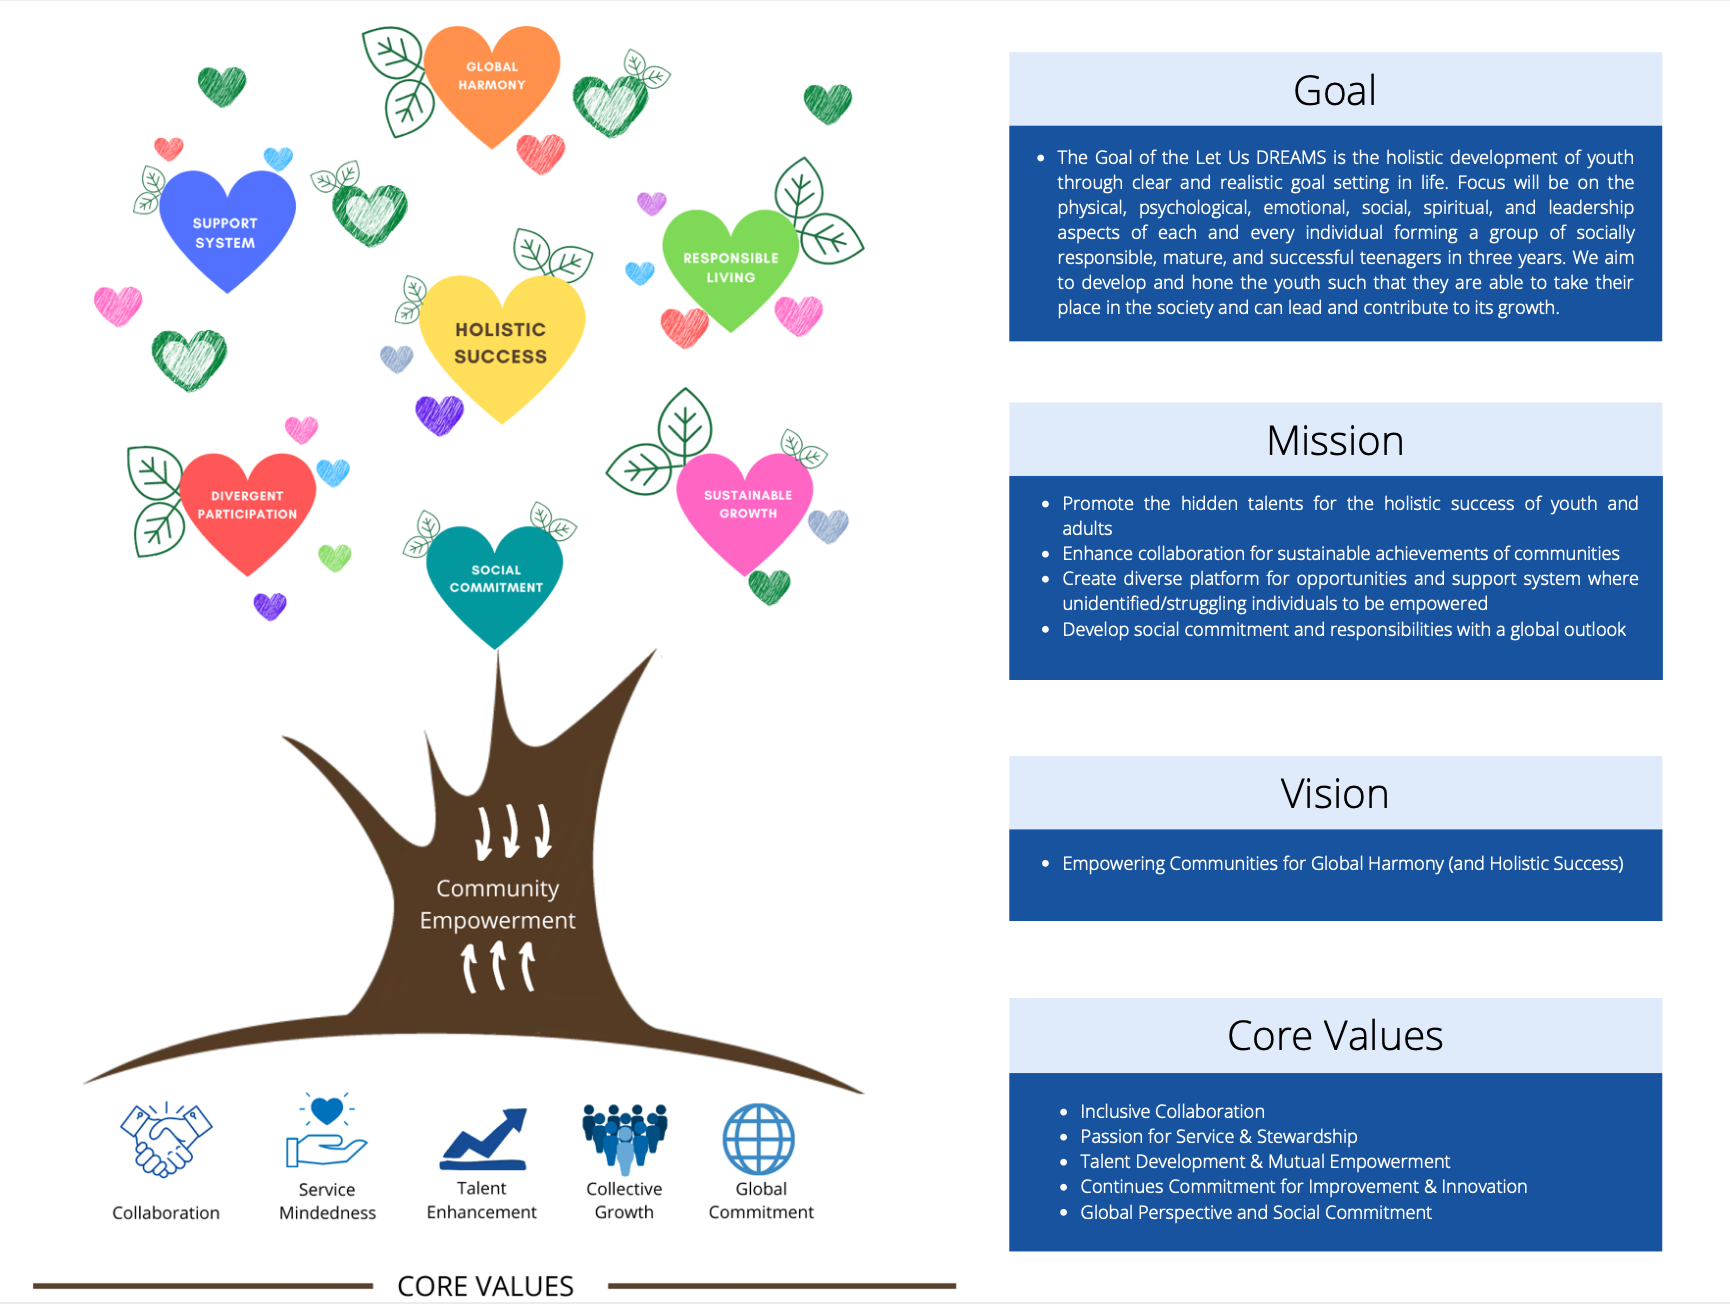 GLOBAL
HARMONY
SUPPORT
SYSTEM
RESPONSIBLE
LIVING
HOLISTIC
SUCCESS
DIVERGENT
PARTICIPATION
SUSTAINABLE
GROWTH
SOCIAL
COMMITMENT
Community
Empowerment
Collaboration
Service
Mindedness
Talent
Enhancement
Collective
Growth
Global
Commitment
CORE VALUES
Goal
• The Goal of the Let Us DREAMS is the holistic development of youth
through clear and realistic goal setting in life. Focus will be on the
physical, psychological, emotional, social, spiritual, and leadership
aspects of each and every individual forming a group of socially
responsible, mature, and successful teenagers in three years. We aim
to develop and hone the youth such that they are able to take their
place in the society and can lead and contribute to its growth.
Mission
• Promote the hidden talents for the holistic success of youth and
adults
• Enhance collaboration for sustainable achievements of communities
• Create diverse platform for opportunities and support system where
unidentified/struggling individuals to be empowered
• Develop social commitment and responsibilities with a global outlook
Vision
• Empowering Communities for Global Harmony (and Holistic Success)
Core Values
• Inclusive Collaboration
• Passion for Service & Stewardship
• Talent Development & Mutual Empowerment
• Continues Commitment for Improvement & Innovation
• Global Perspective and Social Commitment